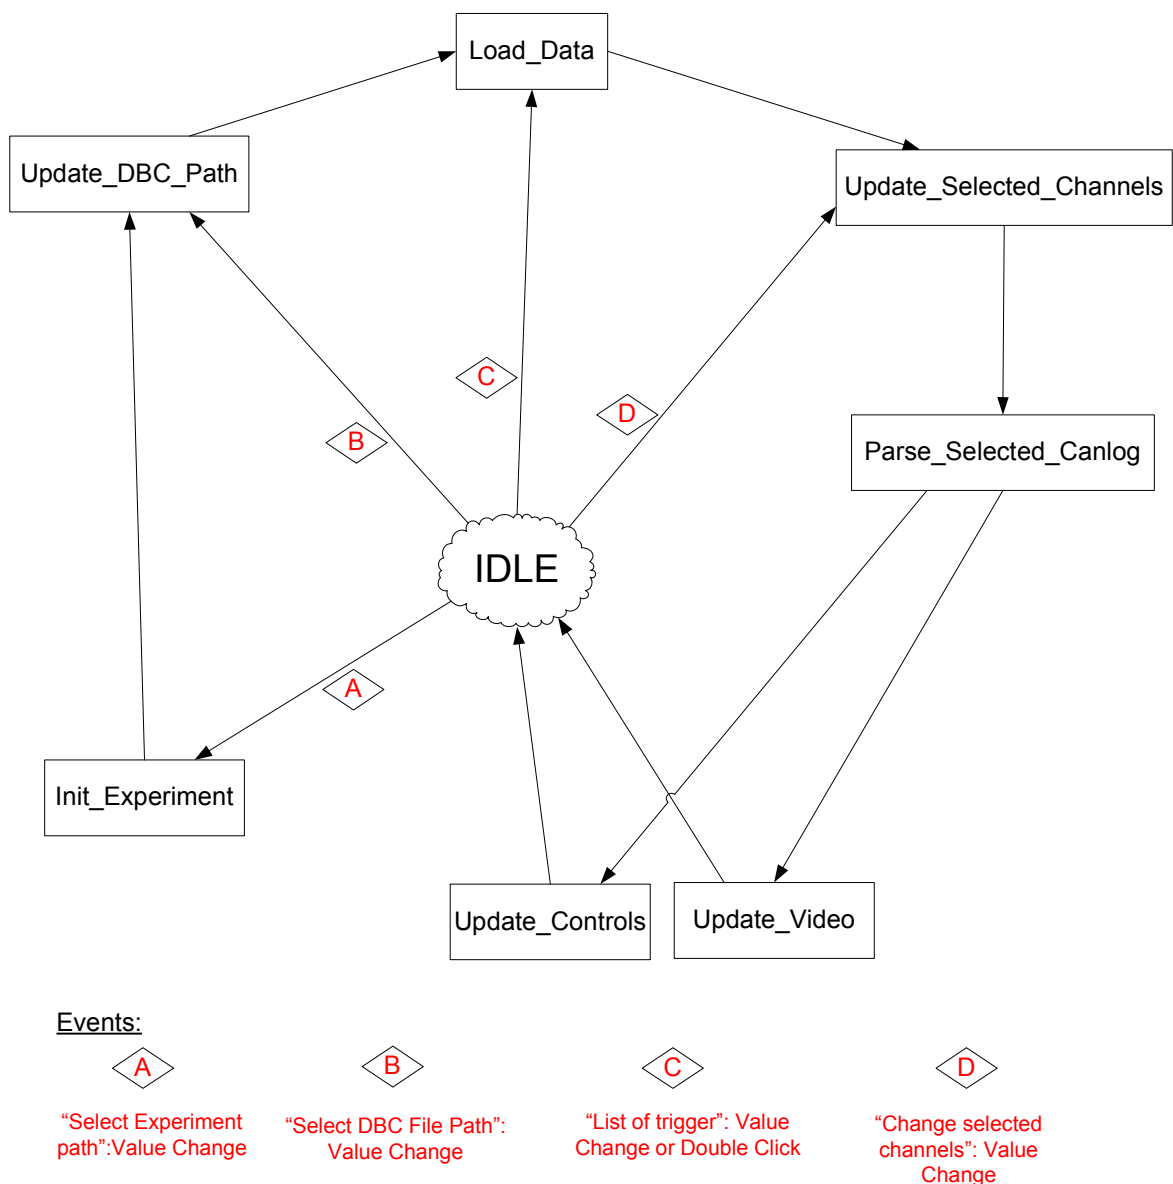 Load_Data
Update_DBC_Path
Update_Selected_Channels
C
D
B
Parse_Selected_Canlog
IDLE
A
Init_Experiment
Update_Controls
Update_Video
Events:
A
B
C
D
“Select Experiment
path”:Value Change
“Select DBC File Path”:
Value Change
“List of trigger”: Value
Change or Double Click
“Change selected
channels”: Value
Change